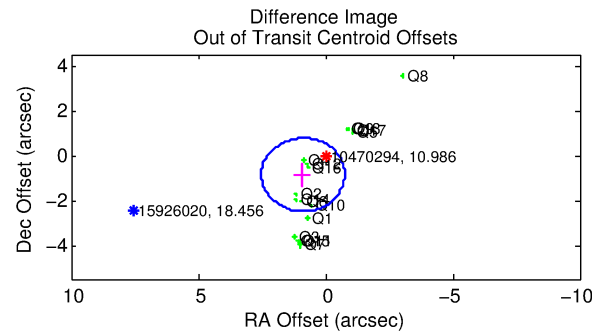 Difference Image
Out of Transit Centroid Offsets
Dec Offset (arcsec)
4
2
0
−2
−4
Q8
10470294, 10.986
Q16
Q2
Q10
15926020, 18.456
Q1
Q3
10
5
0
−5
−10
RA Offset (arcsec)